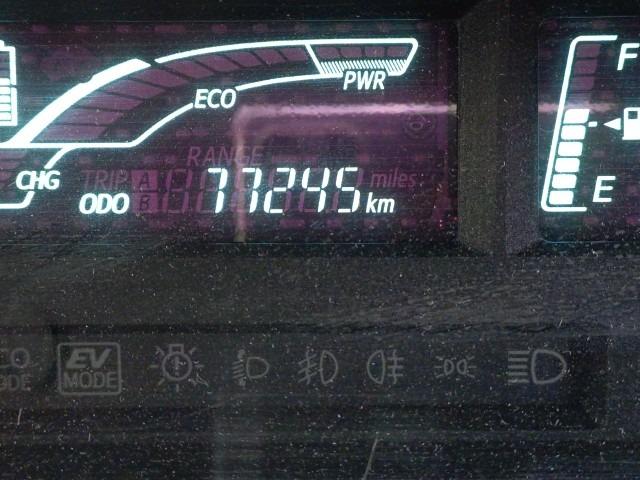 F
PWR
ECO
RANGE
CHG
TRIP A
B
miles
ODO 77245 km
E
EV
MODE